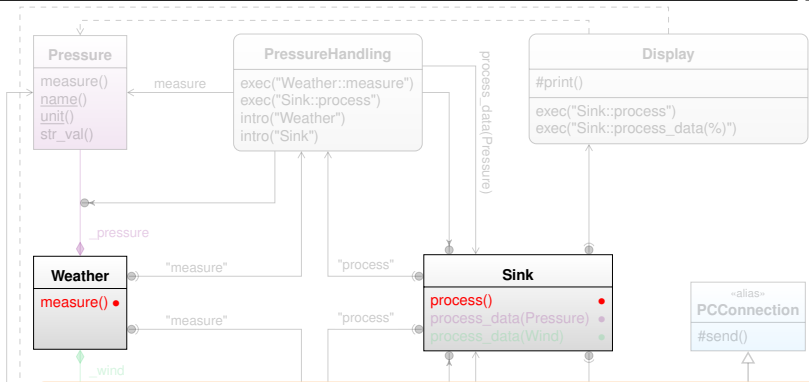 Pressure
measure()
name()
unit()
str_val()
measure
PressureHandling
exec("Weather::measure")
exec("Sink::process")
intro("Weather")
intro("Sink")
process_data(Pressure)
Display
#print()
exec("Sink::process")
exec("Sink::process_data(%)")
_pressure
Weather
measure()
"measure"
"measure"
"process"
"process"
Sink
process()
process_data(Pressure)
process_data(Wind)
«alias»
PCConnection
#send()
_wind